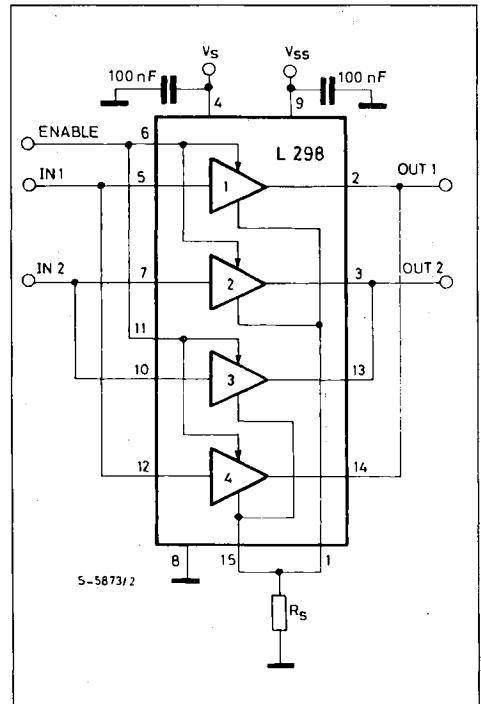 Vs Vss
100 nF 100 nF
4 9
ENABLE 6
L 298
IN 1 5 1 2 OUT 1
IN 2 7 2 3 OUT 2
11
10 3 13
12 4 14
8 15 1
S-5873/2
Rs